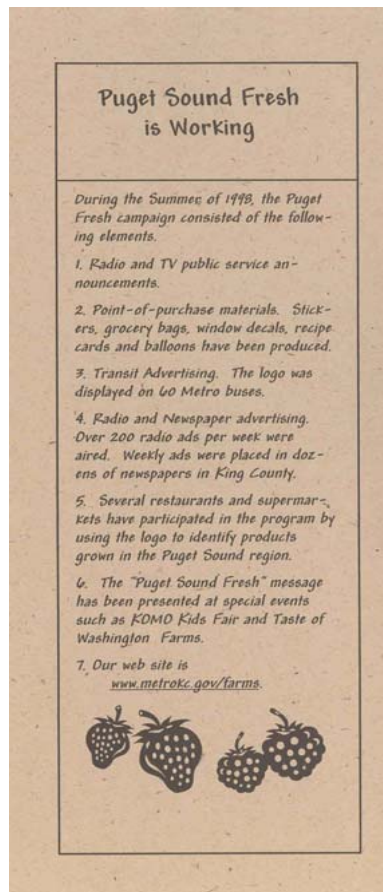 Puget Sound Fresh
is Working
During the Summer of 1998, the Puget
Fresh campaign consisted of the follow-
ing elements.
1. Radio and TV public service an-
nouncements.
2. Point-of-purchase materials. Stick-
ers, grocery bags, window decals, recipe
cards and balloons have been produced.
3. Transit Advertising. The logo was
displayed on 60 Metro buses.
4. Radio and Newspaper advertising.
Over 200 radio ads per week were
aired. Weekly ads were placed in doz-
ens of newspapers in King County.
5. Several restaurants and supermar-
kets have participated in the program by
using the logo to identify products
grown in the Puget Sound region.
6. The "Puget Sound Fresh" message
has been presented at special events
such as KOMO Kids Fair and Taste of
Washington Farms.
7. Our web site is
www.metrokc.gov/farms.